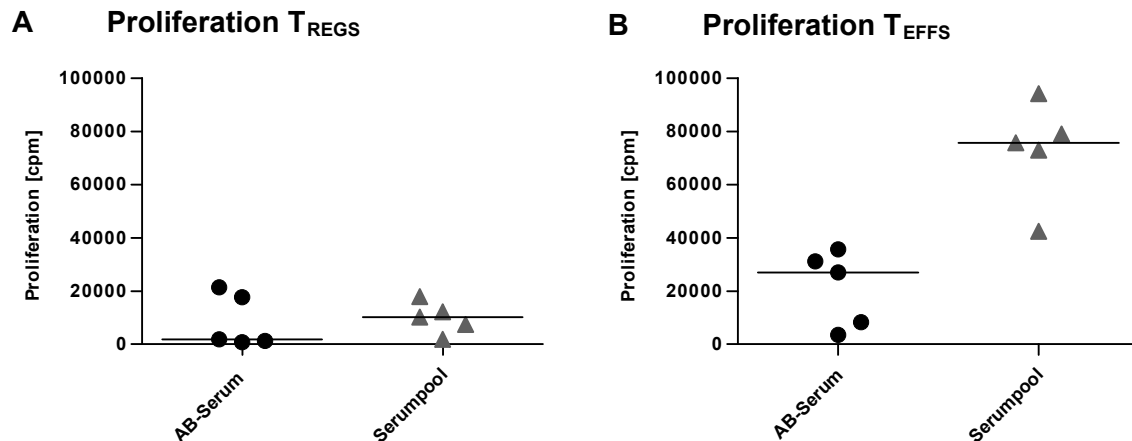 A Proliferation TREGS
Proliferation [cpm]
100000
80000
60000
40000
20000
0
AB-Serum
Serumpool
B Proliferation TEFFS
Proliferation [cpm]
100000
80000
60000
40000
20000
0
AB-Serum
Serumpool